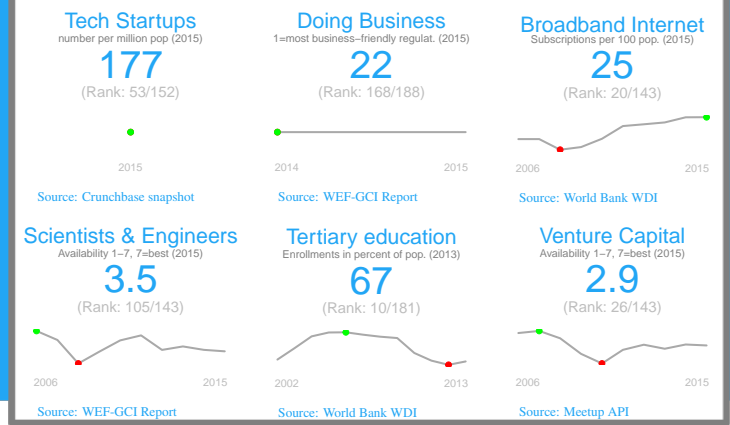 Tech Startups
number per million pop (2015)
177
(Rank: 53/152)
2015
Source: Crunchbase snapshot
Doing Business
1=most business−friendly regulat. (2015)
22
(Rank: 168/188)
2014 2015
Source: WEF-GCI Report
Broadband Internet
Subscriptions per 100 pop. (2015)
25
(Rank: 20/143)
2006 2015
Source: World Bank WDI
Scientists & Engineers
Availability 1−7, 7=best (2015)
3.5
(Rank: 105/143)
2006 2015
Source: WEF-GCI Report
Tertiary education
Enrollments in percent of pop. (2013)
67
(Rank: 10/181)
2002 2013
Source: World Bank WDI
Venture Capital
Availability 1−7, 7=best (2015)
2.9
(Rank: 26/143)
2006 2015
Source: Meetup API